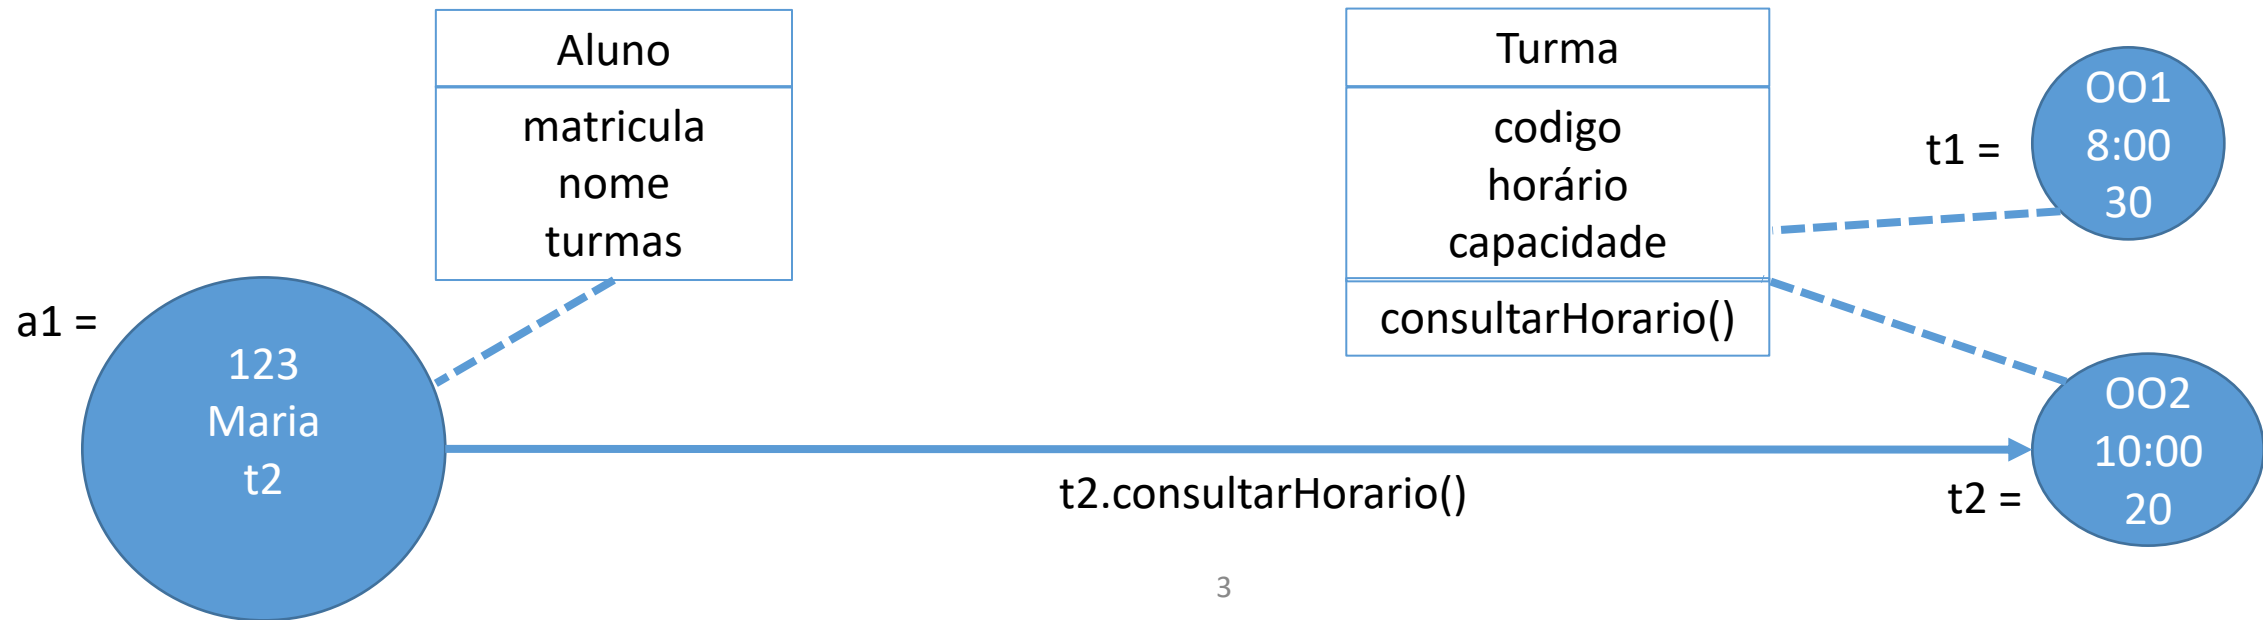 Aluno
matricula
nome
turmas
Turma
codigo
horário
capacidade
consultarHorario()
t1 =
OO1
8:00
30
a1 =
123
Maria
t2
t2.consultarHorario()
t2 =
OO2
10:00
20
3